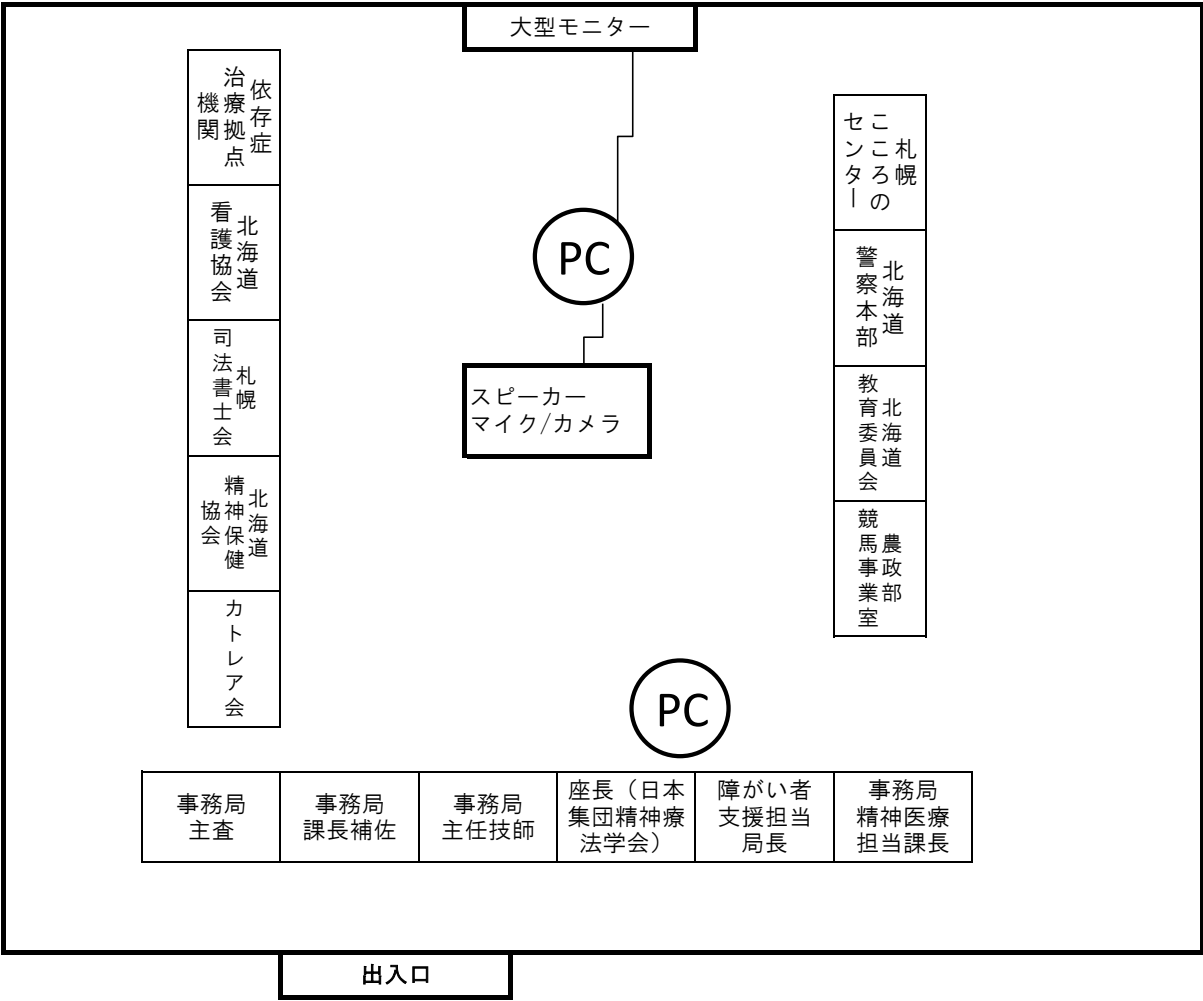 大型モニター
依存症
治療拠点
機関
北海道
看護協会
札幌
司法書士会
北海道
精神保健
協会
カトレア会
PC
スピーカー
マイク/カメラ
札幌
こころの
センター
北海道
警察本部
北海道
教育委員会
農政部
競馬事業室
PC
事務局
主査
事務局
課長補佐
事務局
主任技師
座長（日本
集団精神療
法学会）
障がい者
支援担当
局長
事務局
精神医療
担当課長
出入口